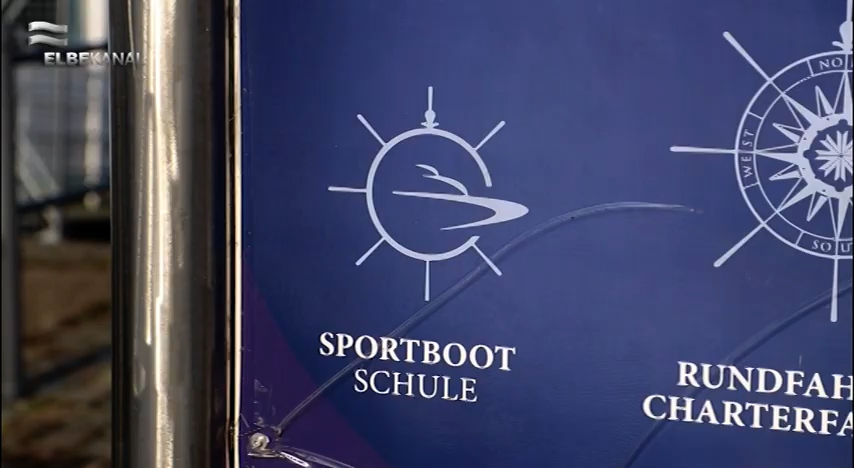 ELBEKANAL
NO
WEST
SOU
SPORTBOOT
SCHULE
RUNDFAH
CHARTERFA